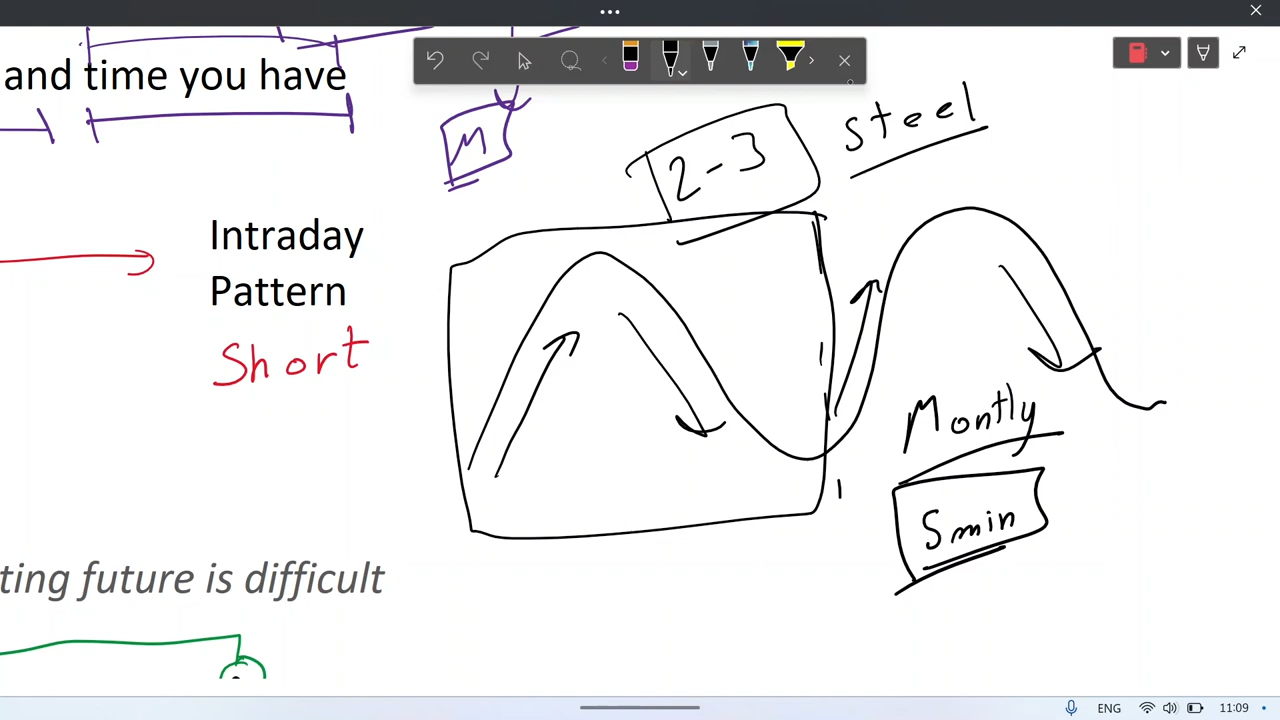 and time you have
M
2-3
steel
Intraday
Pattern
Short
Montly
5min
ting future is difficult
ENG
11:09